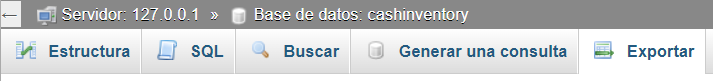 Servidor: 127.0.0.1 » Base de datos: cashinventory
Estructura SQL Buscar Generar una consulta Exportar